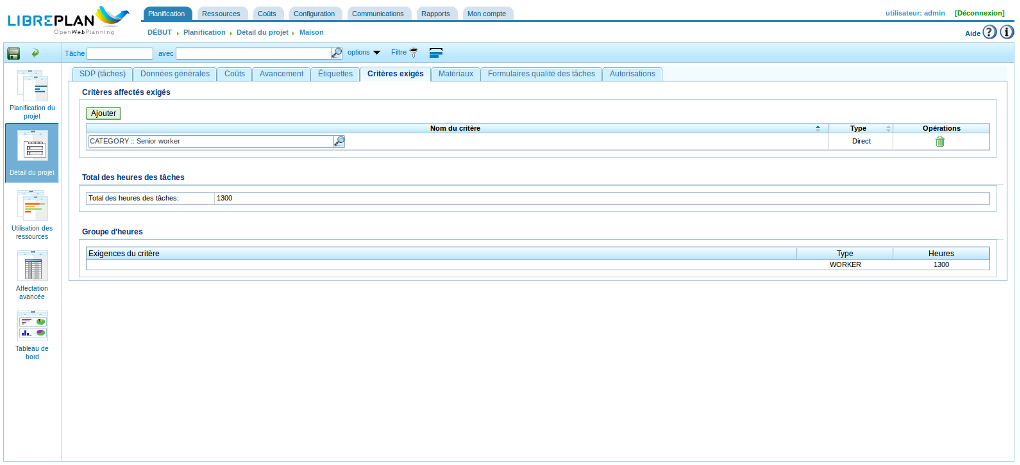 LIBREPLAN
OpenWebPlanning
Planification Ressources Coûts Configuration Communications Rapports Mon compte
utilisateur: admin [Déconnexion]
DÉBUT Planification Détail du projet Maison
Aide
Tâche avec options Filtre
Planification du
projet
Détail du projet
Utilisation des
ressources
Affectation
avancée
Tableau de
bord
SDP (tâches) Données générales Coûts Avancement Étiquettes Critères exigés Matériaux Formulaires qualité des tâches Autorisations
Critères affectés exigés
Ajouter
Nom du critère Type Opérations
CATEGORY :: Senior worker Direct
Total des heures des tâches
Total des heures des tâches: 1300
Groupe d'heures
Exigences du critère Type Heures
WORKER 1300